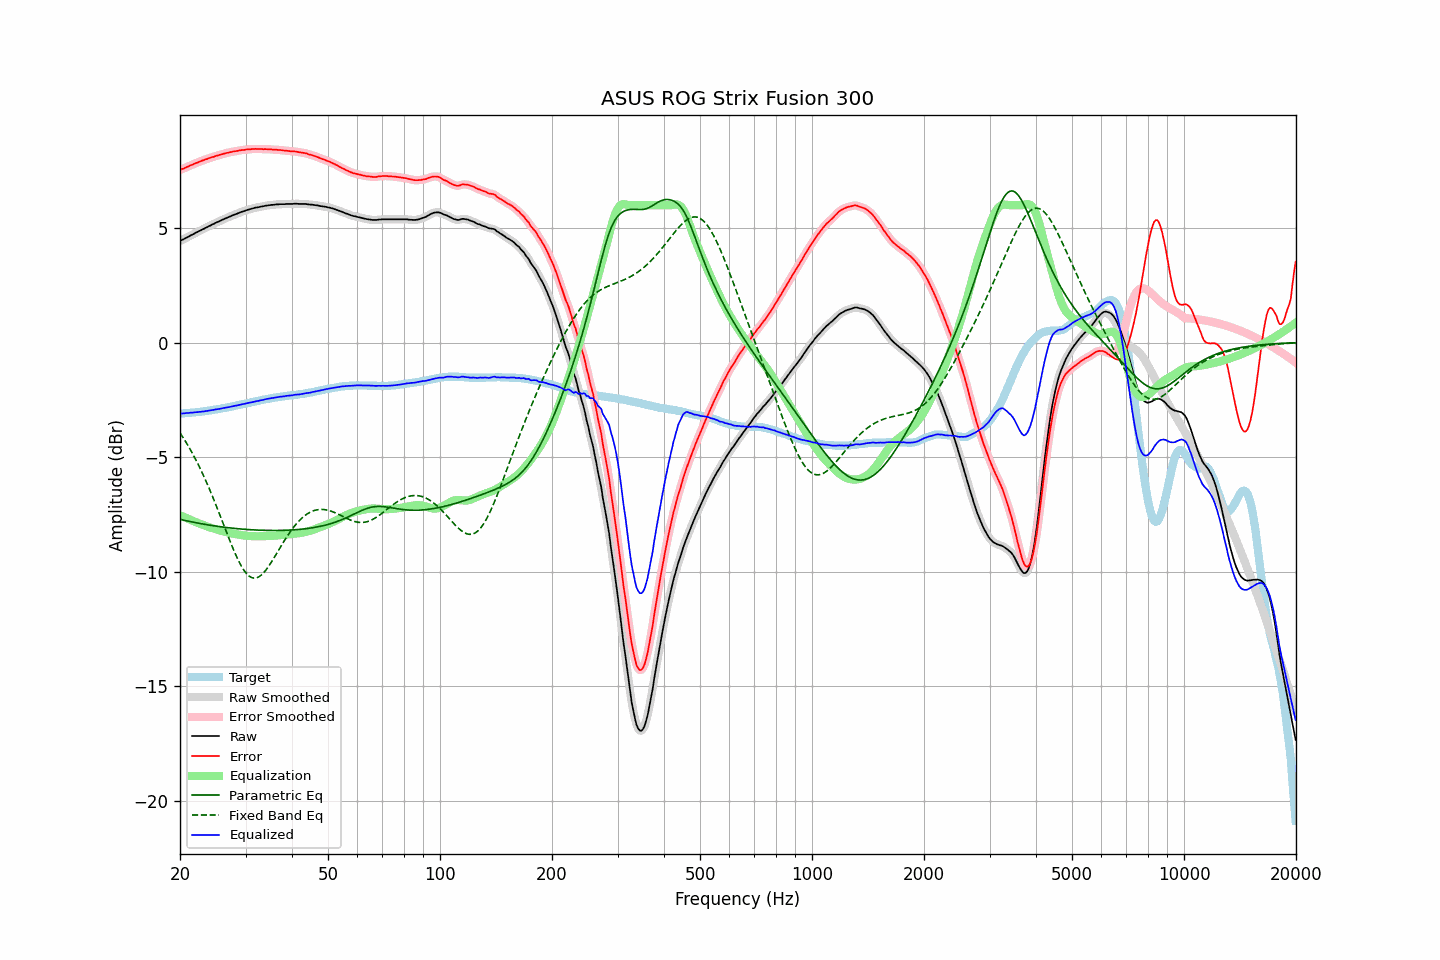 ASUS ROG Strix Fusion 300
Amplitude (dBr)
5
0
−5
−10
−15
−20
Target
Raw Smoothed
Error Smoothed
Raw
Error
Equalization
Parametric Eq
Fixed Band Eq
Equalized
20 50 100 200 500 1000 2000 5000 10000 20000
Frequency (Hz)